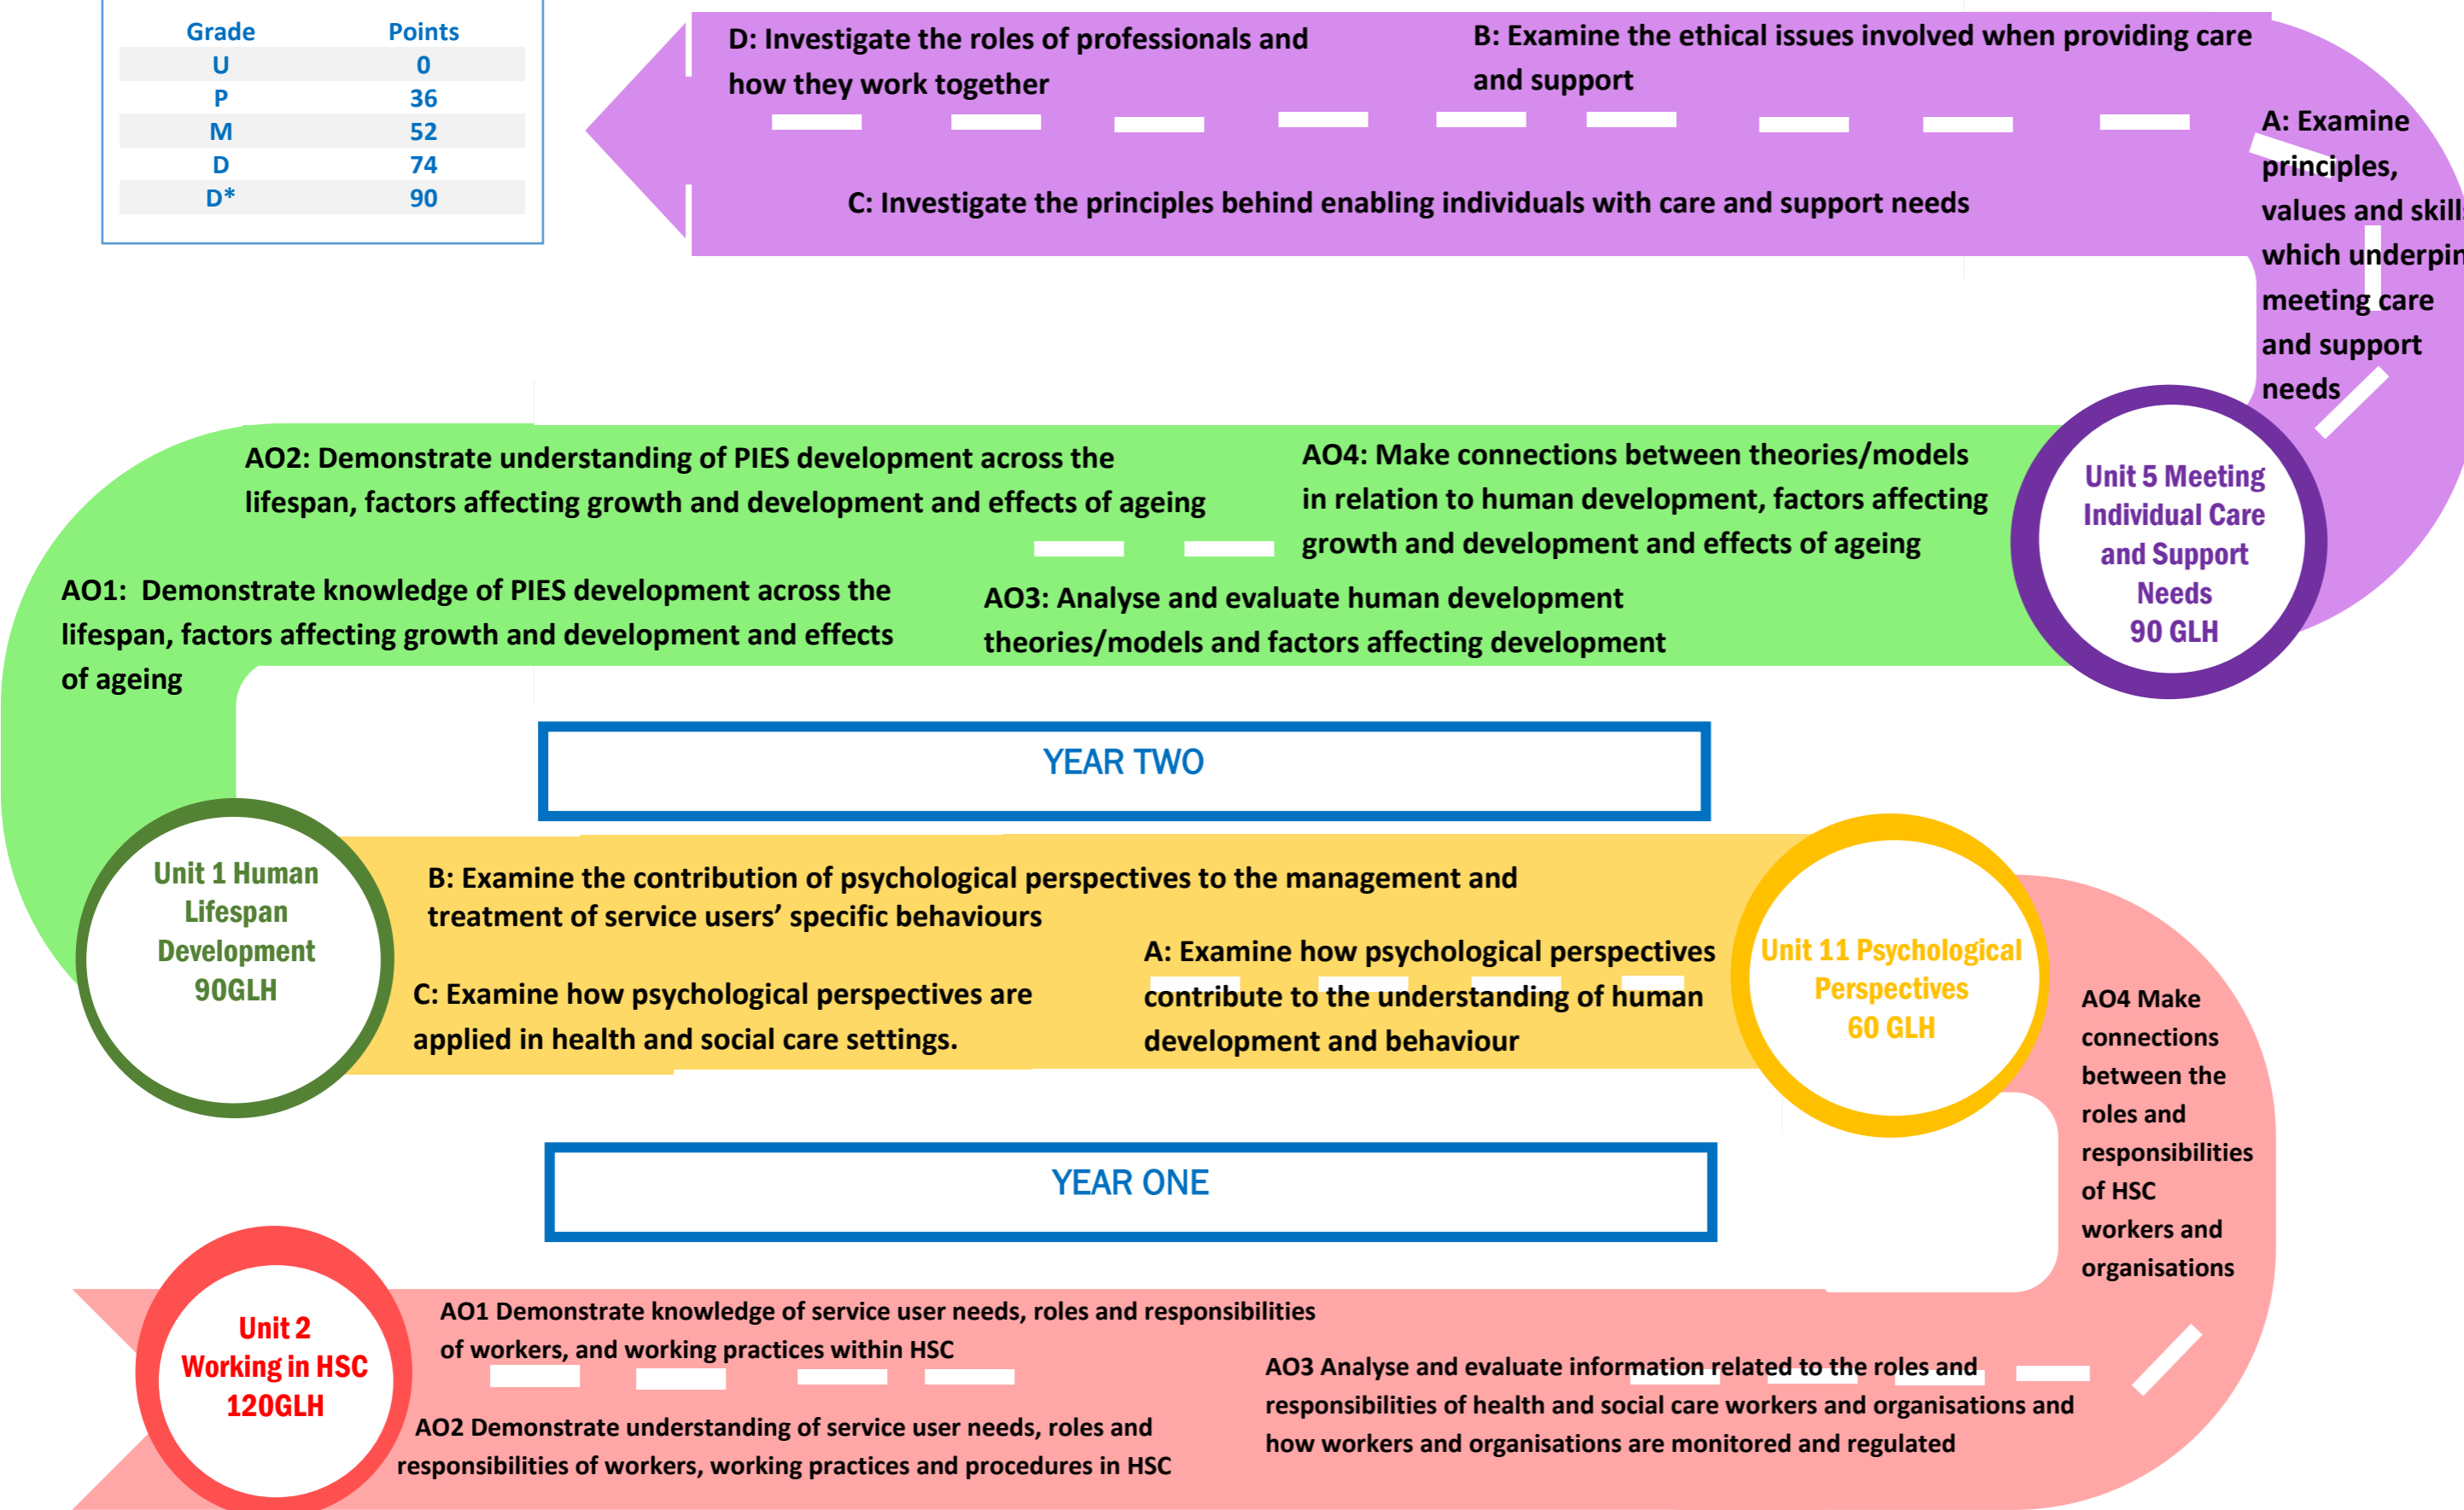 Grade Points
U 0
P 36
M 52
D 74
D* 90
D: Investigate the roles of professionals and
how they work together
B: Examine the ethical issues involved when providing care
and support
A: Examine
principles,
values and skills
which underpin
meeting care
and support
needs
C: Investigate the principles behind enabling individuals with care and support needs
AO2: Demonstrate understanding of PIES development across the
lifespan, factors affecting growth and development and effects of ageing
AO4: Make connections between theories/models
in relation to human development, factors affecting
growth and development and effects of ageing
Unit 5 Meeting
Individual Care
and Support
Needs
90 GLH
AO1: Demonstrate knowledge of PIES development across the
lifespan, factors affecting growth and development and effects
of ageing
AO3: Analyse and evaluate human development
theories/models and factors affecting development
YEAR TWO
Unit 1 Human
Lifespan
Development
90GLH
B: Examine the contribution of psychological perspectives to the management and
treatment of service users’ specific behaviours
A: Examine how psychological perspectives
contribute to the understanding of human
development and behaviour
C: Examine how psychological perspectives are
applied in health and social care settings.
Unit 11 Psychological
Perspectives
60 GLH
AO4 Make
connections
between the
roles and
responsibilities
of HSC
workers and
organisations
YEAR ONE
Unit 2
Working in HSC
120GLH
AO1 Demonstrate knowledge of service user needs, roles and responsibilities
of workers, and working practices within HSC
AO3 Analyse and evaluate information related to the roles and
responsibilities of health and social care workers and organisations and
how workers and organisations are monitored and regulated
AO2 Demonstrate understanding of service user needs, roles and
responsibilities of workers, working practices and procedures in HSC